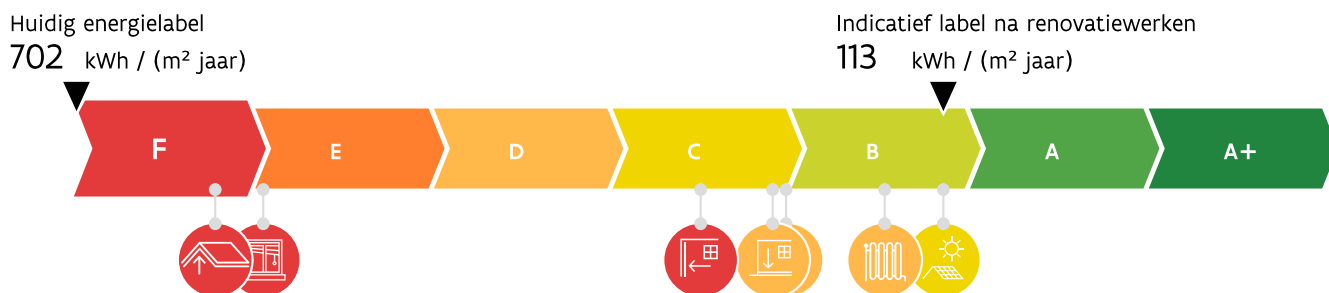 Huidig energielabel
702 kWh / (m² jaar)
Indicatief label na renovatiewerken
113 kWh / (m² jaar)
F E D C B A A+